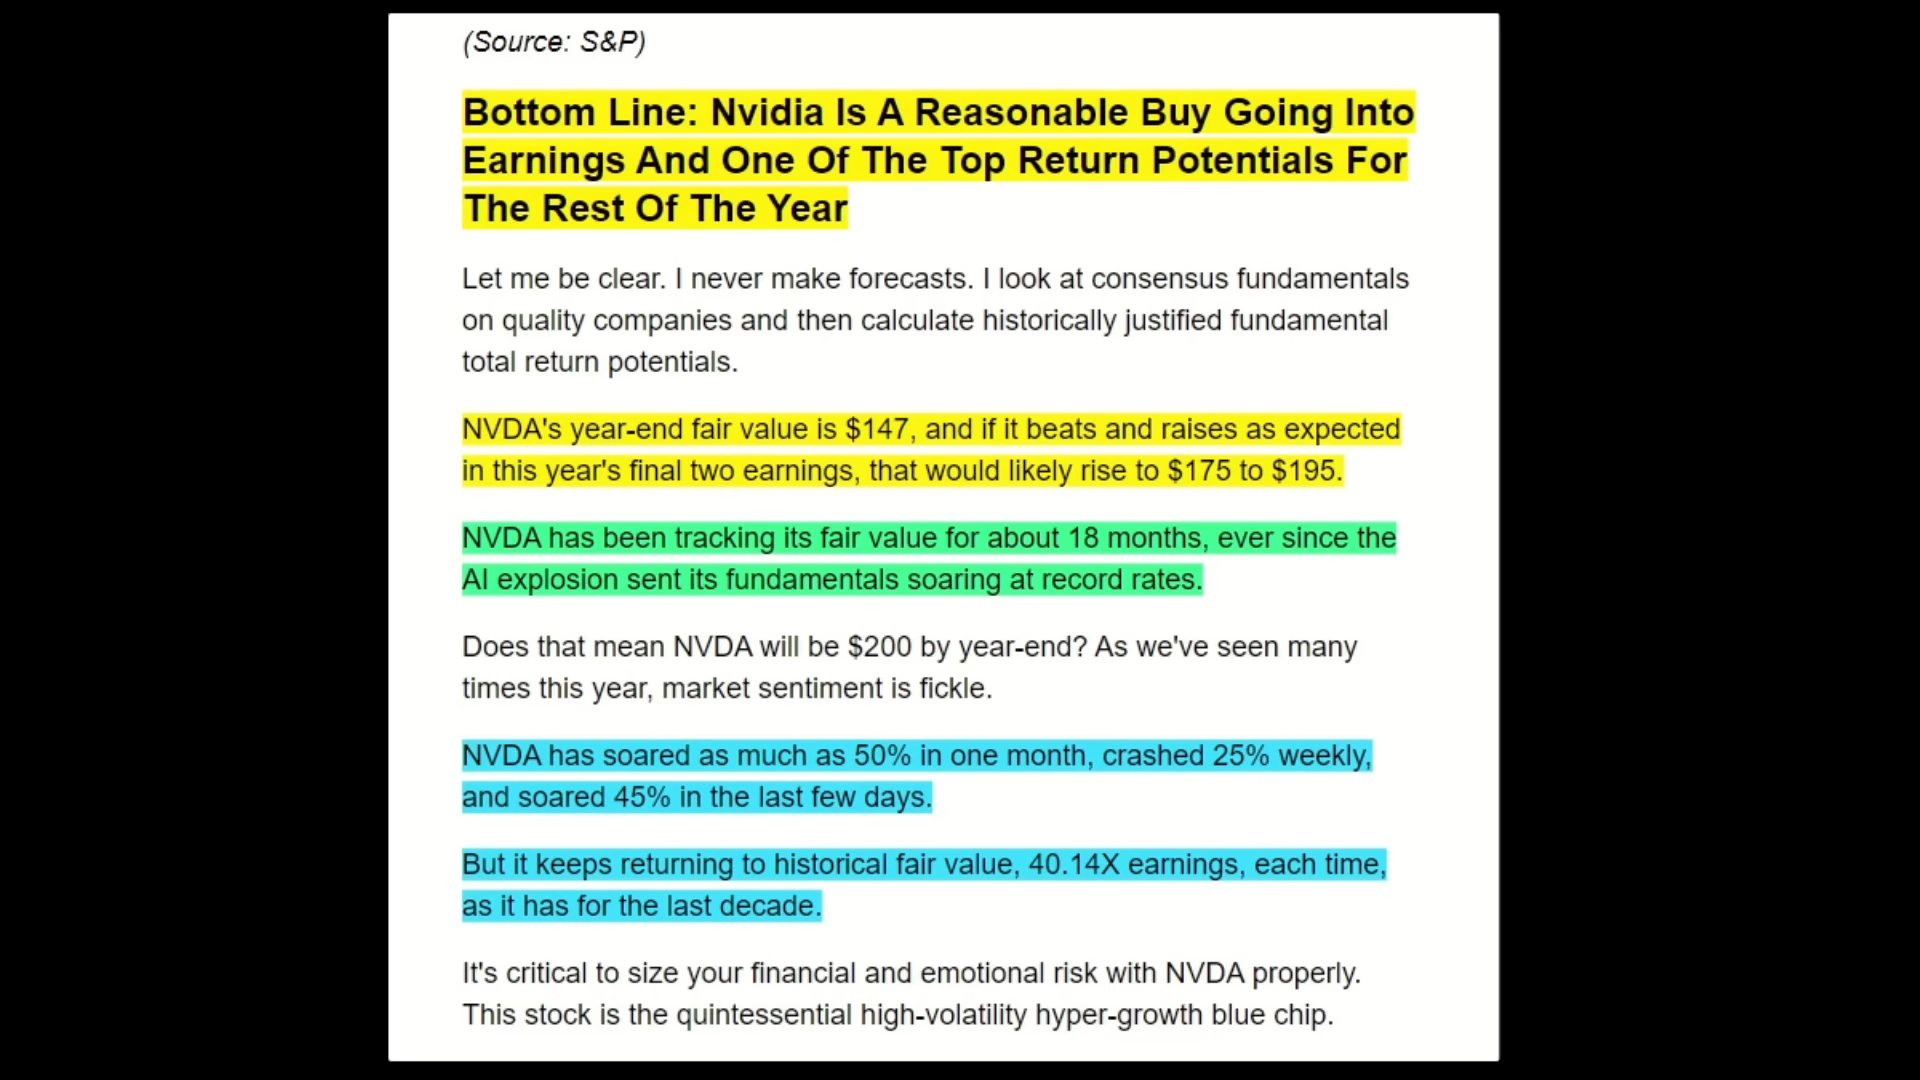 (Source: S&P)
Bottom Line: Nvidia Is A Reasonable Buy Going Into
Earnings And One Of The Top Return Potentials For
The Rest Of The Year
Let me be clear. I never make forecasts. I look at consensus fundamentals
on quality companies and then calculate historically justified fundamental
total return potentials.
NVDA's year-end fair value is $147, and if it beats and raises as expected
in this year's final two earnings, that would likely rise to $175 to $195.
NVDA has been tracking its fair value for about 18 months, ever since the
AI explosion sent its fundamentals soaring at record rates.
Does that mean NVDA will be $200 by year-end? As we've seen many
times this year, market sentiment is fickle.
NVDA has soared as much as 50% in one month, crashed 25% weekly,
and soared 45% in the last few days.
But it keeps returning to historical fair value, 40.14X earnings, each time,
as it has for the last decade.
It's critical to size your financial and emotional risk with NVDA properly.
This stock is the quintessential high-volatility hyper-growth blue chip.